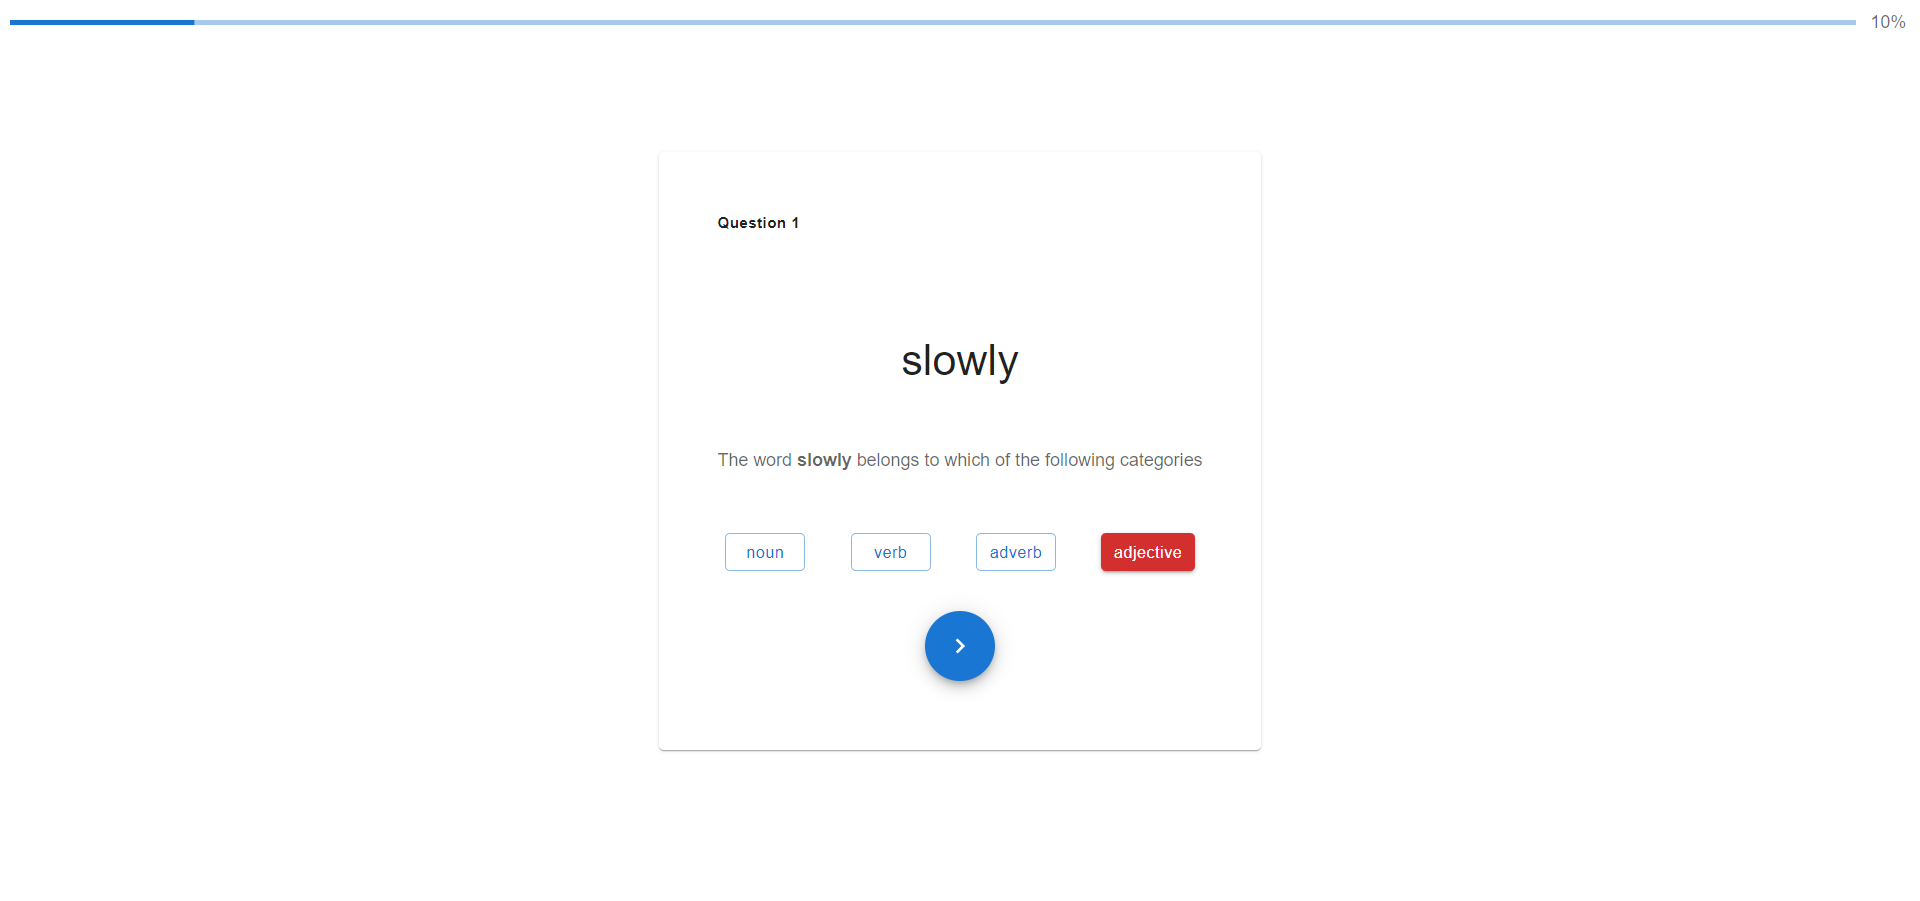 10%
Question 1
slowly
The word slowly belongs to which of the following categories
noun verb adverb adjective